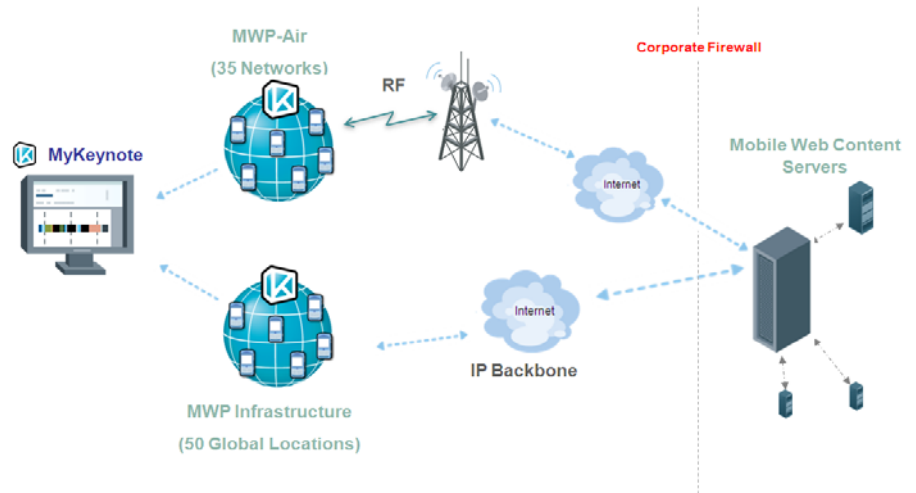 MWP-Air
(35 Networks)
Corporate Firewall
RF
MyKeynote
Mobile Web Content
Servers
Internet
Internet
IP Backbone
MWP Infrastructure
(50 Global Locations)